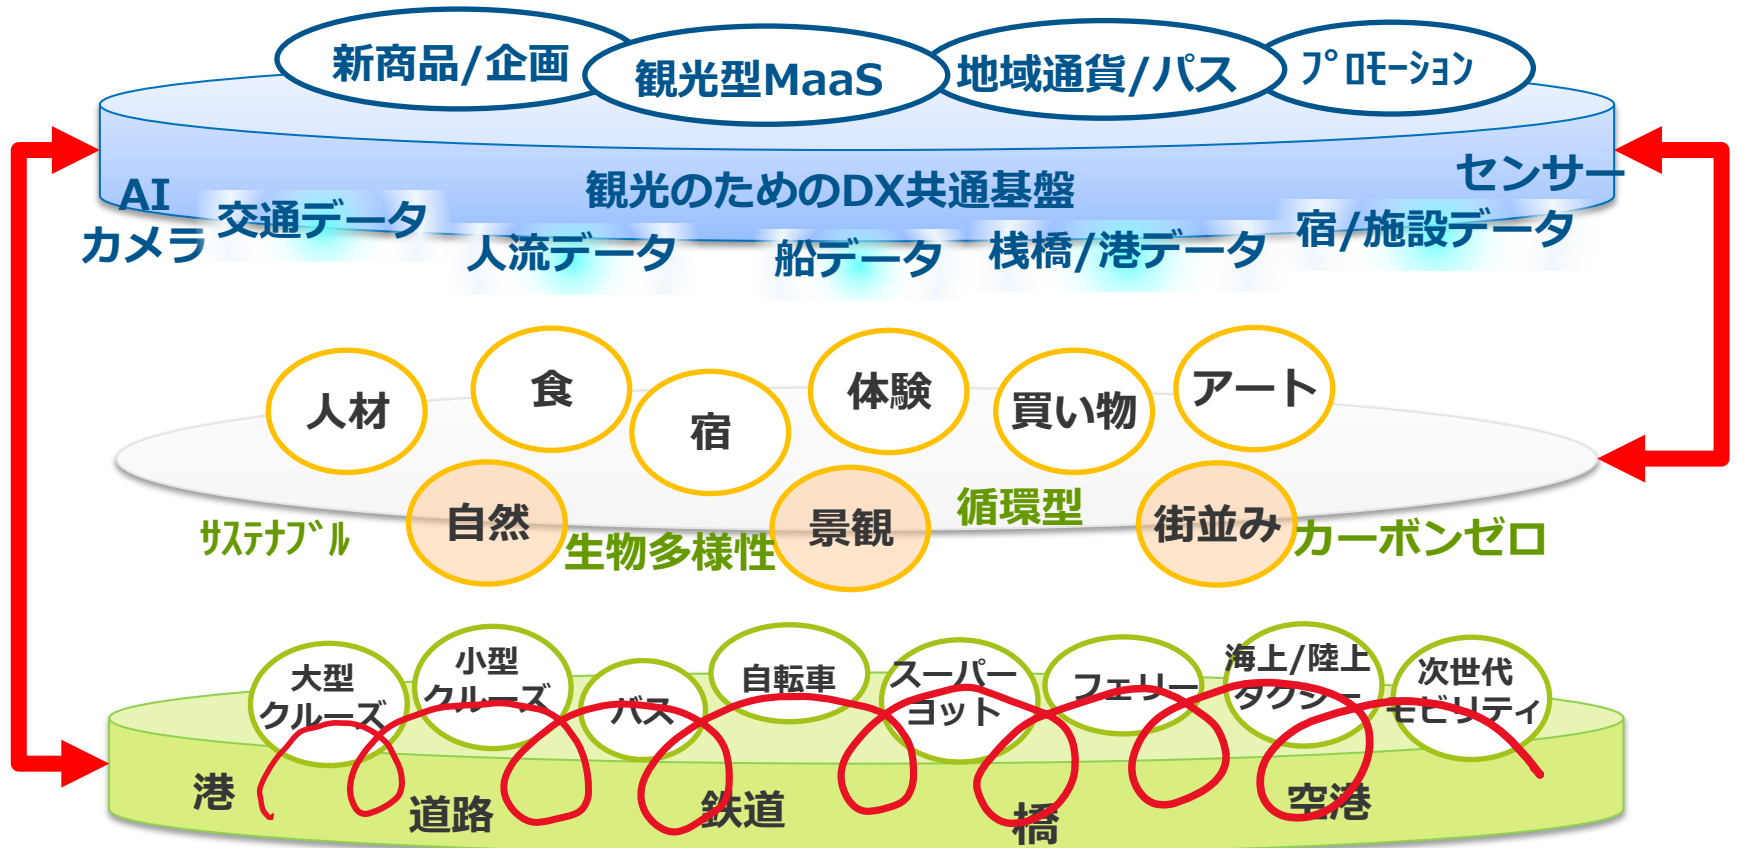 新商品/企画
観光型MaaS
地域通貨/パス
ﾌﾟﾛﾓｰｼｮﾝ
観光のためのDX共通基盤
センサー
AI
カメラ
交通データ
人流データ
船データ
桟橋/港データ
宿/施設データ
人材
食
宿
体験
買い物
アート
ｻｽﾃﾅﾌﾞﾙ
自然
生物多様性
景観
循環型
街並み
カーボンゼロ
大型
クルーズ
小型
クルーズ
バス
自転車
スーパー
ヨット
フェリー
海上/陸上
タクシー
次世代
モビリティ
港
道路
鉄道
橋
空港